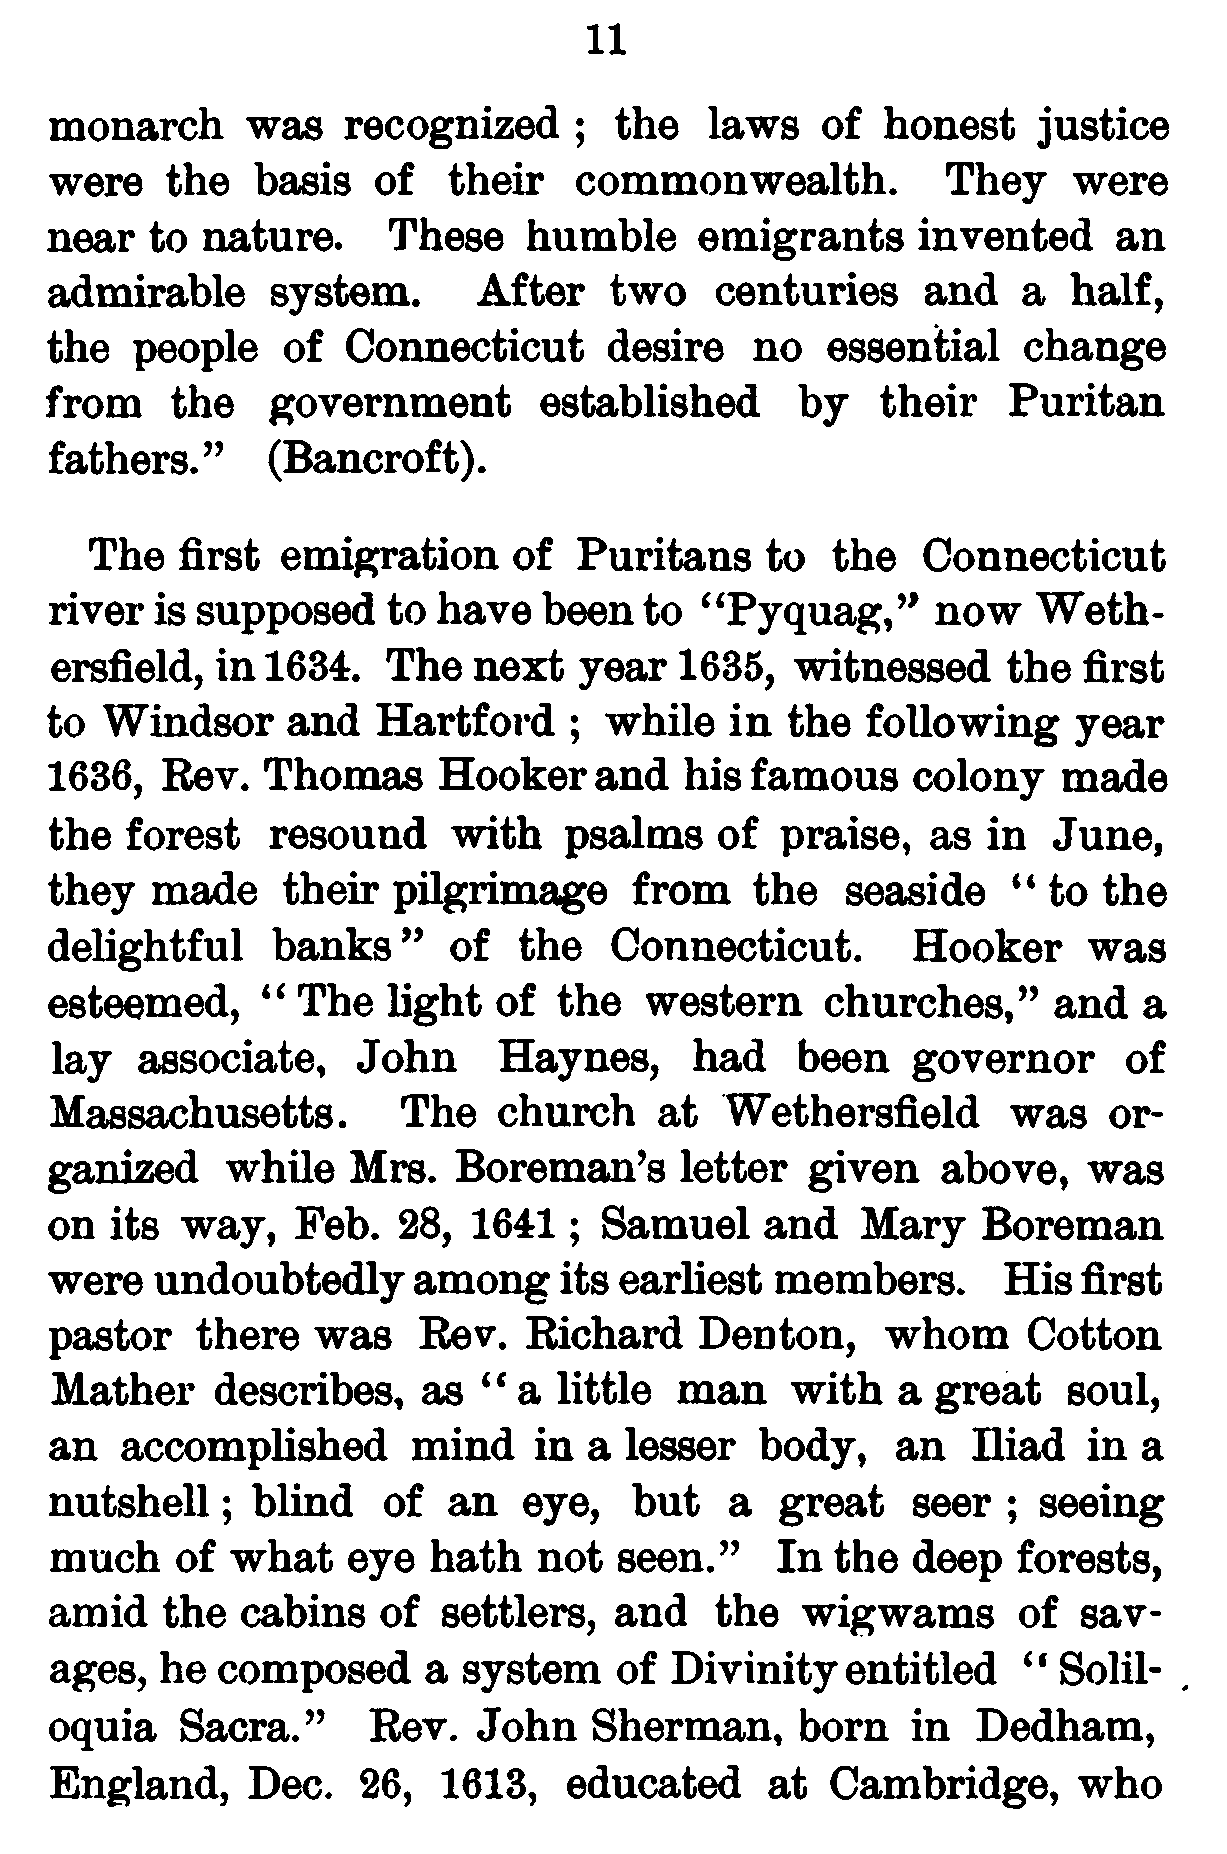 11
monarch was recognized ; the laws of honest justice
were the basis of their commonwealth. They were
near to nature. These humble emigrants invented an
admirable system. After two centuries and a half,
the people of Connecticut desire no essential change
from the government established by their Puritan
fathers.” (Bancroft).
The first emigration of Puritans to the Connecticut
river is supposed to have been to “Pyquag,” now Weth-
ersfield, in 1634. The next year 1635, witnessed the first
to Windsor and Hartford ; while in the following year
1636, Rev. Thomas Hooker and his famous colony made
the forest resound with psalms of praise, as in June,
they made their pilgrimage from the seaside “ to the
delightful banks” of the Connecticut. Hooker was
esteemed, “ The light of the western churches,” and a
lay associate, John Haynes, had been governor of
Massachusetts. The church at Wethersfield was or-
ganized while Mrs. Boreman’s letter given above, was
on its way, Feb. 28, 1641 ; Samuel and Mary Boreman
were undoubtedly among its earliest members. His first
pastor there was Rev. Richard Denton, whom Cotton
Mather describes, as “ a little man with a great soul,
an accomplished mind in a lesser body, an Iliad in a
nutshell ; blind of an eye, but a great seer ; seeing
much of what eye hath not seen.” In the deep forests,
amid the cabins of settlers, and the wigwams of sav-
ages, he composed a system of Divinity entitled “ Solil-
oquia Sacra.” Rev. John Sherman, born in Dedham,
England, Dec. 26, 1613, educated at Cambridge, who